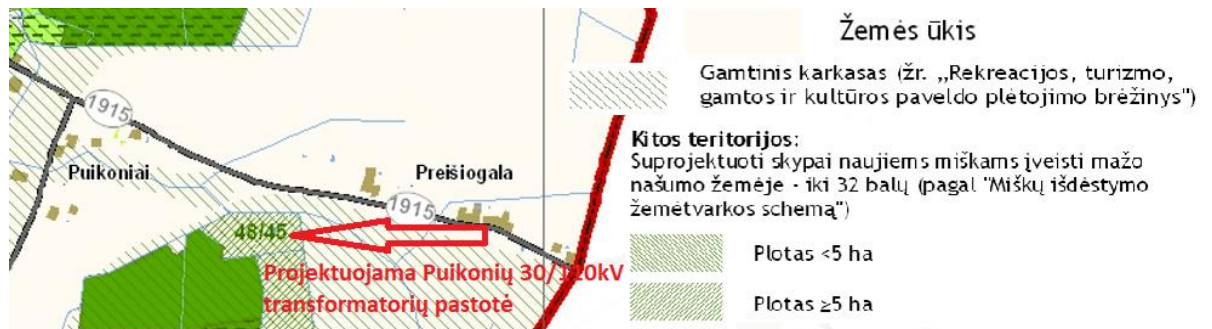 1915
Puikoniai
Preišiogala
1915
48/45
Projektuojama Puikonių 30/110kV
transformatorių pastotė
Žemės ūkis
Gamtinis karkasas (žr. ,,Rekreacijos, turizmo,
gamtos ir kultūros paveldo plėtojimo brėžinys")
Kitos teritorijos:
Suprojektuoti skypai naujiems miškams įveisti mažo
našumo žemėje - iki 32 balų (pagal "Miškų išdėstymo
žemėtvarkos schemą")
Plotas <5 ha
Plotas ≥5 ha